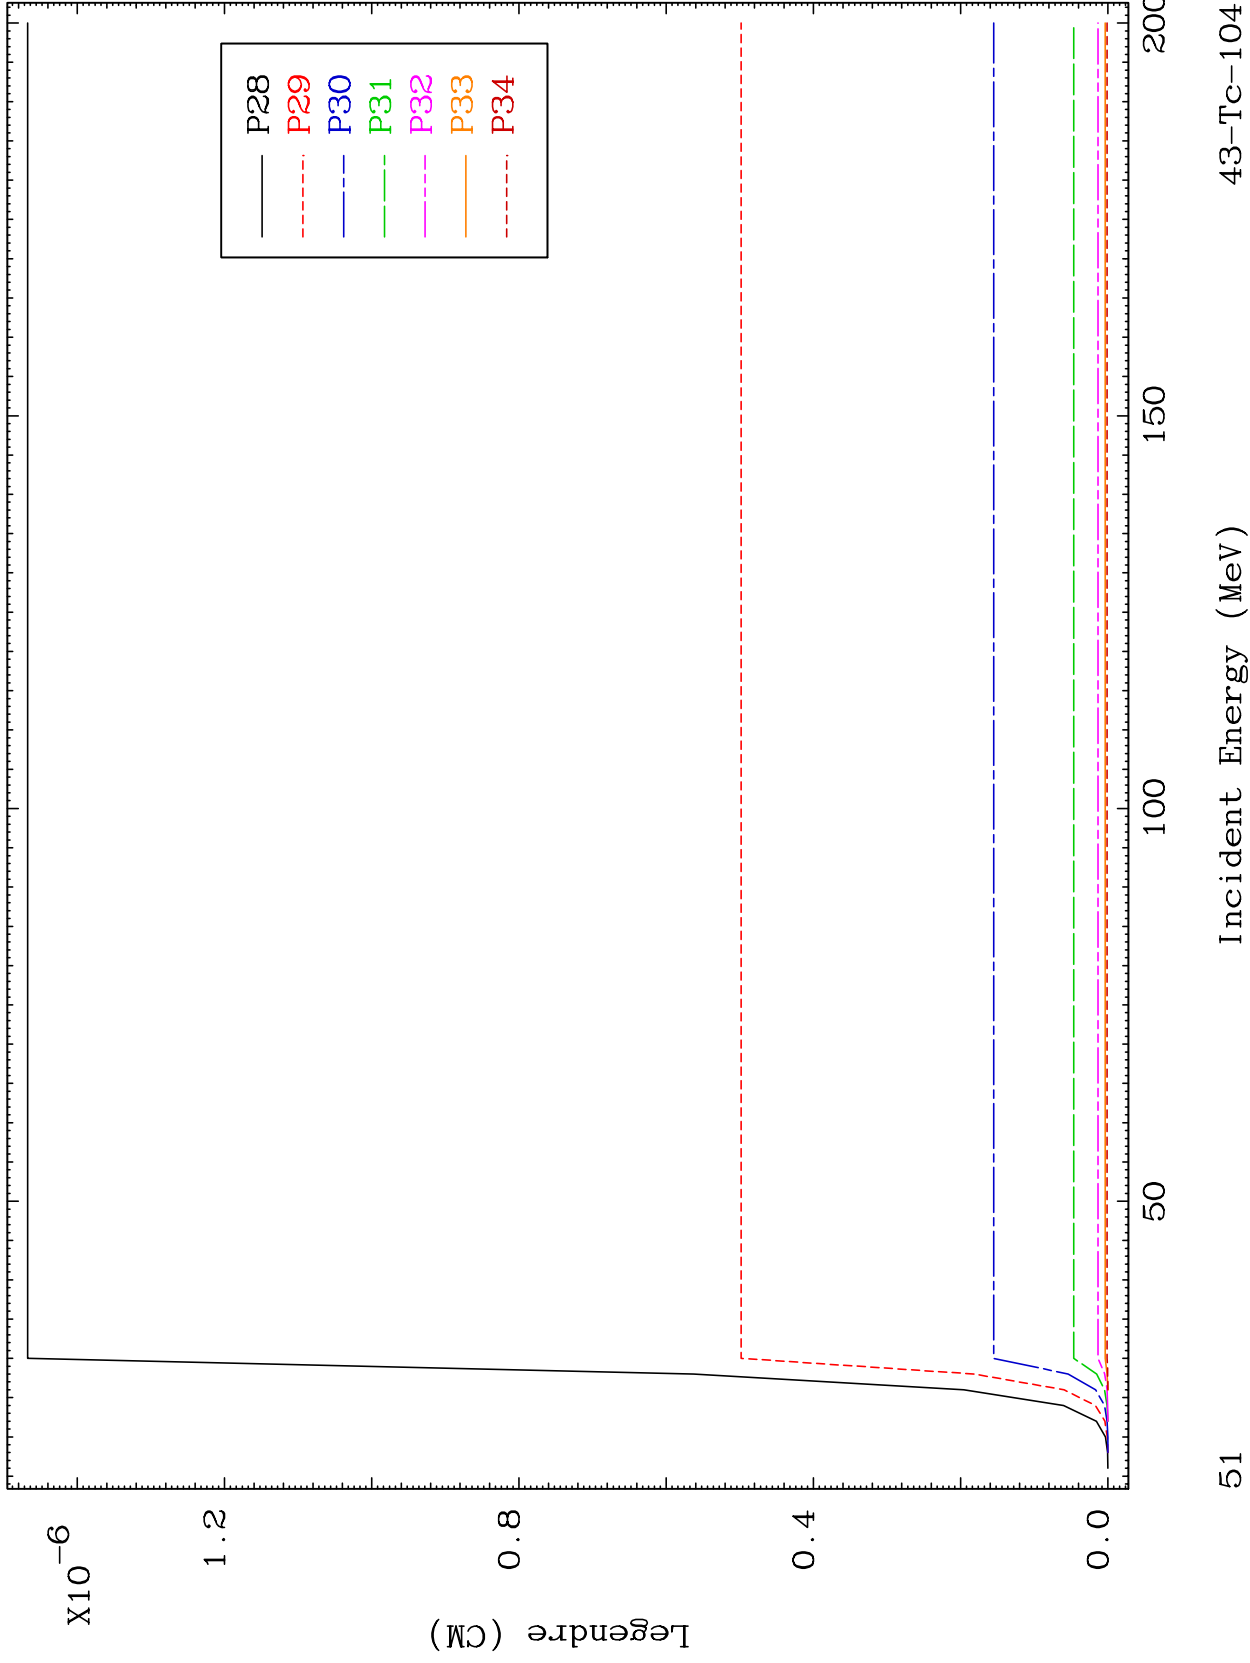 X10^-6
1.2
0.8
0.4
0.0
Legendre (CM)
P28
P29
P30
P31
P32
P33
P34
50
100
150
200
Incident Energy (MeV)
51
43-Tc-104